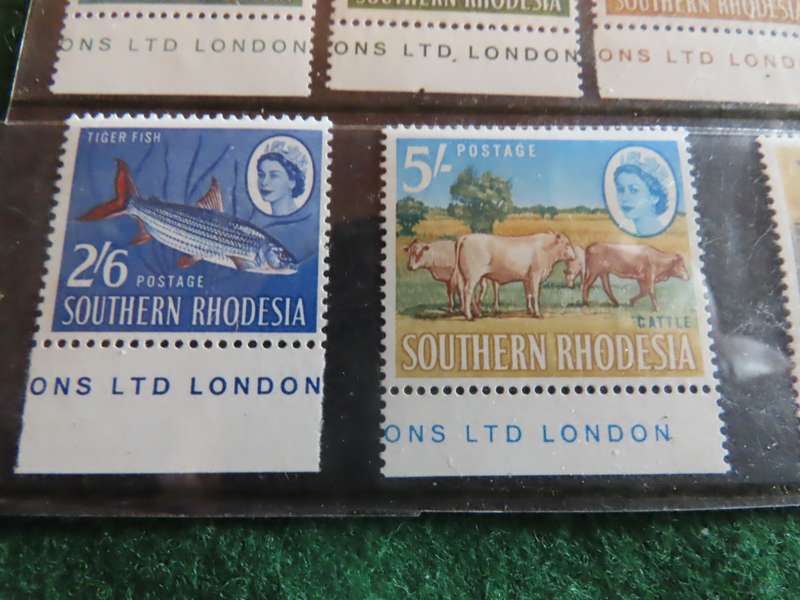 SOUTHERN RHODESIA
ONS LTD LONDON
ONS LTD. LONDON
ONS LTD LONDO
TIGER FISH
2/6 POSTAGE
SOUTHERN RHODESIA
ONS LTD LONDON
5/- POSTAGE
CATTLE
SOUTHERN RHODESIA
ONS LTD LONDON